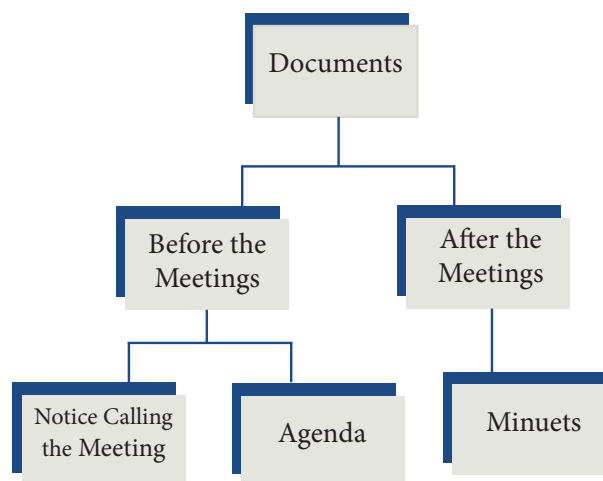 Documents
Before the
Meetings
After the
Meetings
Notice Calling
the Meeting
Agenda
Minuets